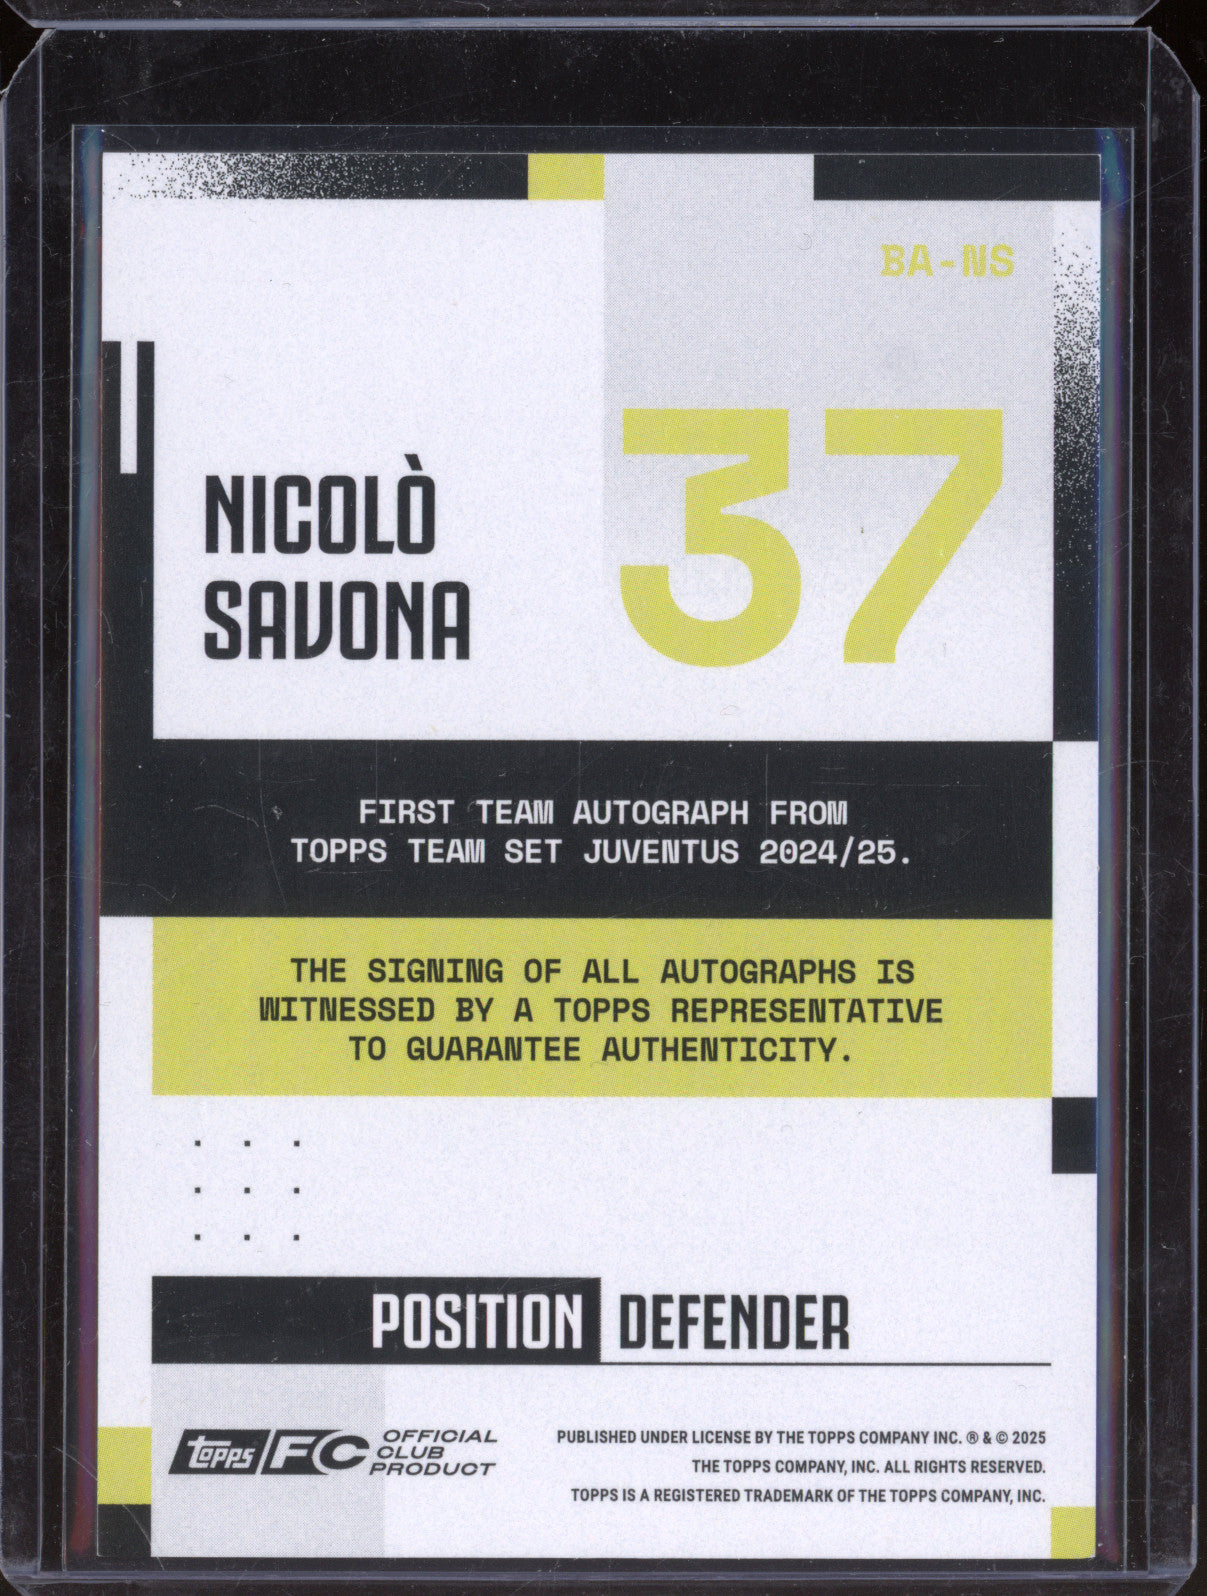 BA-NS
37
NICOLÒ
SAVONA
FIRST TEAM AUTOGRAPH FROM
TOPPS TEAM SET JUVENTUS 2024/25.
THE SIGNING OF ALL AUTOGRAPHS IS
WITNESSED BY A TOPPS REPRESENTATIVE
TO GUARANTEE AUTHENTICITY.
POSITION DEFENDER
topps FC OFFICIAL
CLUB
PRODUCT
PUBLISHED UNDER LICENSE BY THE TOPPS COMPANY INC. ® & © 2025
THE TOPPS COMPANY, INC. ALL RIGHTS RESERVED.
TOPPS IS A REGISTERED TRADEMARK OF THE TOPPS COMPANY, INC.